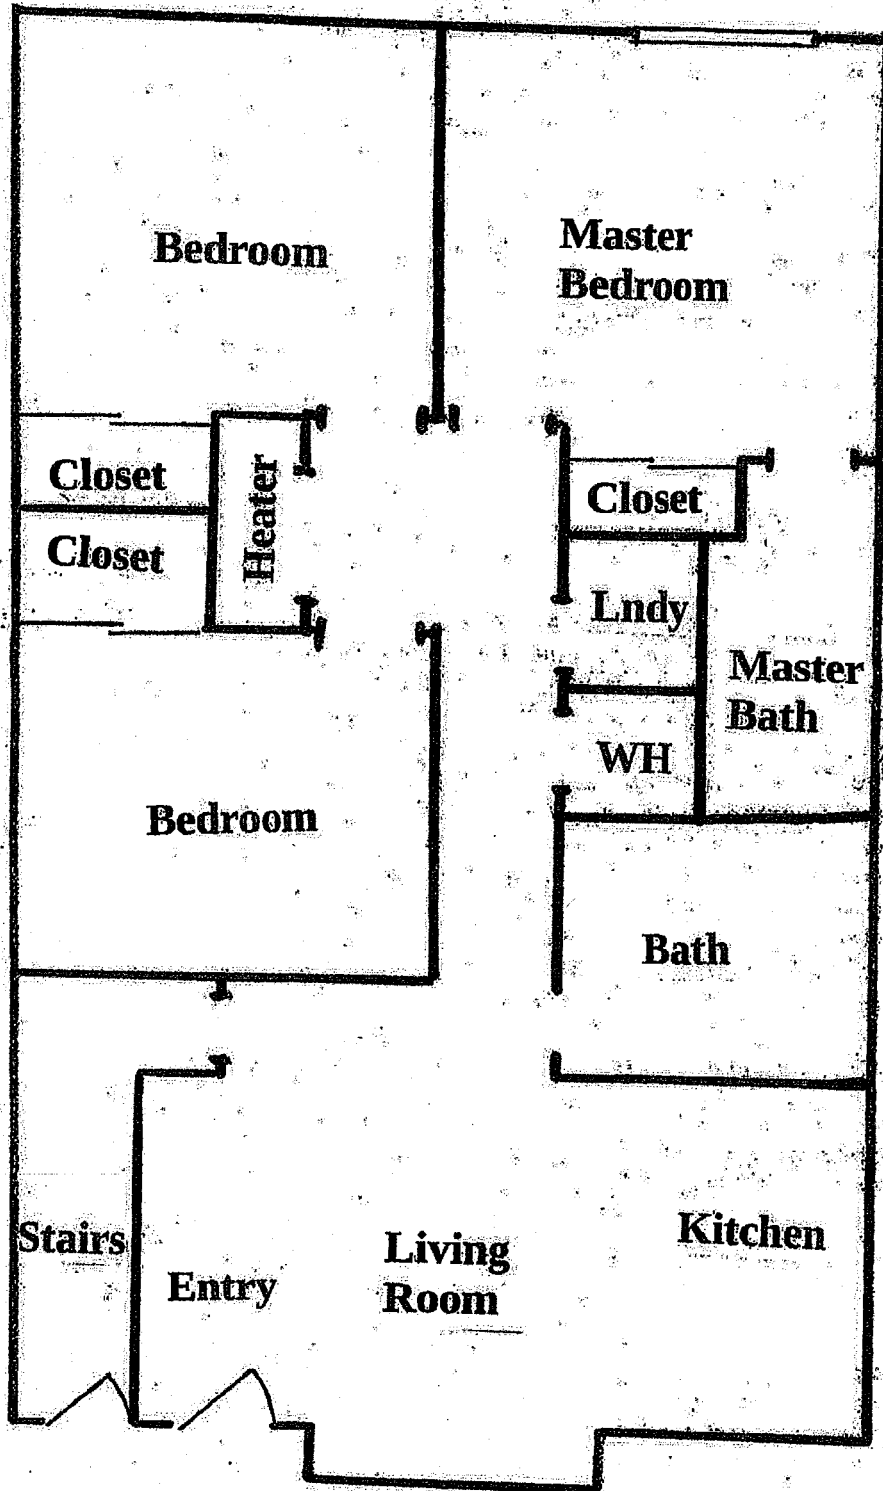 Bedroom
Master
Bedroom
Closet
Heater
Closet
Closet
Lndy
Master
Bath
WH
Bedroom
Bath
Stairs
Entry
Living
Room
Kitchen